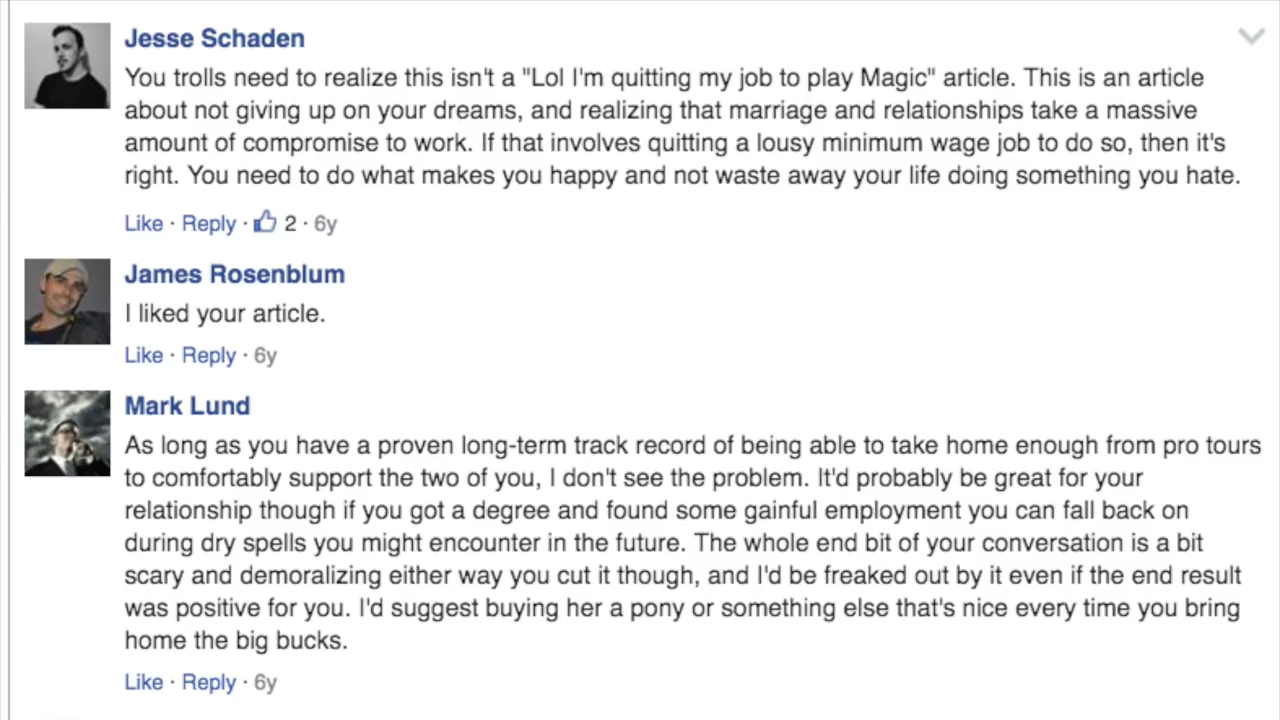 Jesse Schaden
You trolls need to realize this isn't a "Lol I'm quitting my job to play Magic" article. This is an article
about not giving up on your dreams, and realizing that marriage and relationships take a massive
amount of compromise to work. If that involves quitting a lousy minimum wage job to do so, then it's
right. You need to do what makes you happy and not waste away your life doing something you hate.
Like · Reply · 2 · 6y
James Rosenblum
I liked your article.
Like · Reply · 6y
Mark Lund
As long as you have a proven long-term track record of being able to take home enough from pro tours
to comfortably support the two of you, I don't see the problem. It'd probably be great for your
relationship though if you got a degree and found some gainful employment you can fall back on
during dry spells you might encounter in the future. The whole end bit of your conversation is a bit
scary and demoralizing either way you cut it though, and I'd be freaked out by it even if the end result
was positive for you. I'd suggest buying her a pony or something else that's nice every time you bring
home the big bucks.
Like · Reply · 6y